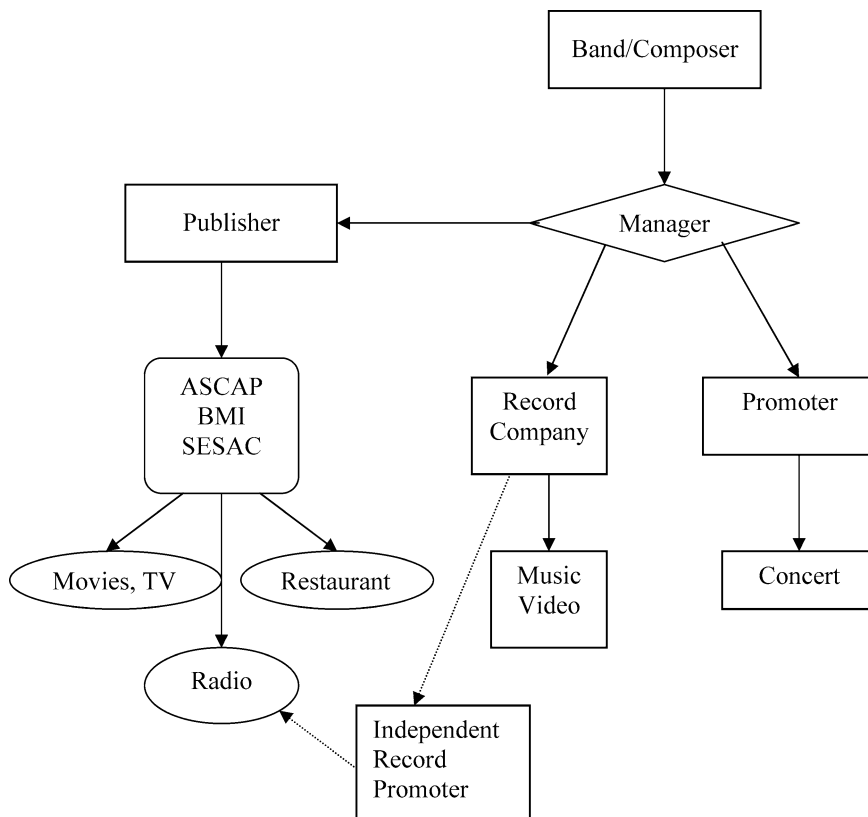 Band/Composer
Publisher
Manager
ASCAP
BMI
SESAC
Record
Company
Promoter
Movies, TV
Restaurant
Music
Video
Concert
Radio
Independent
Record
Promoter